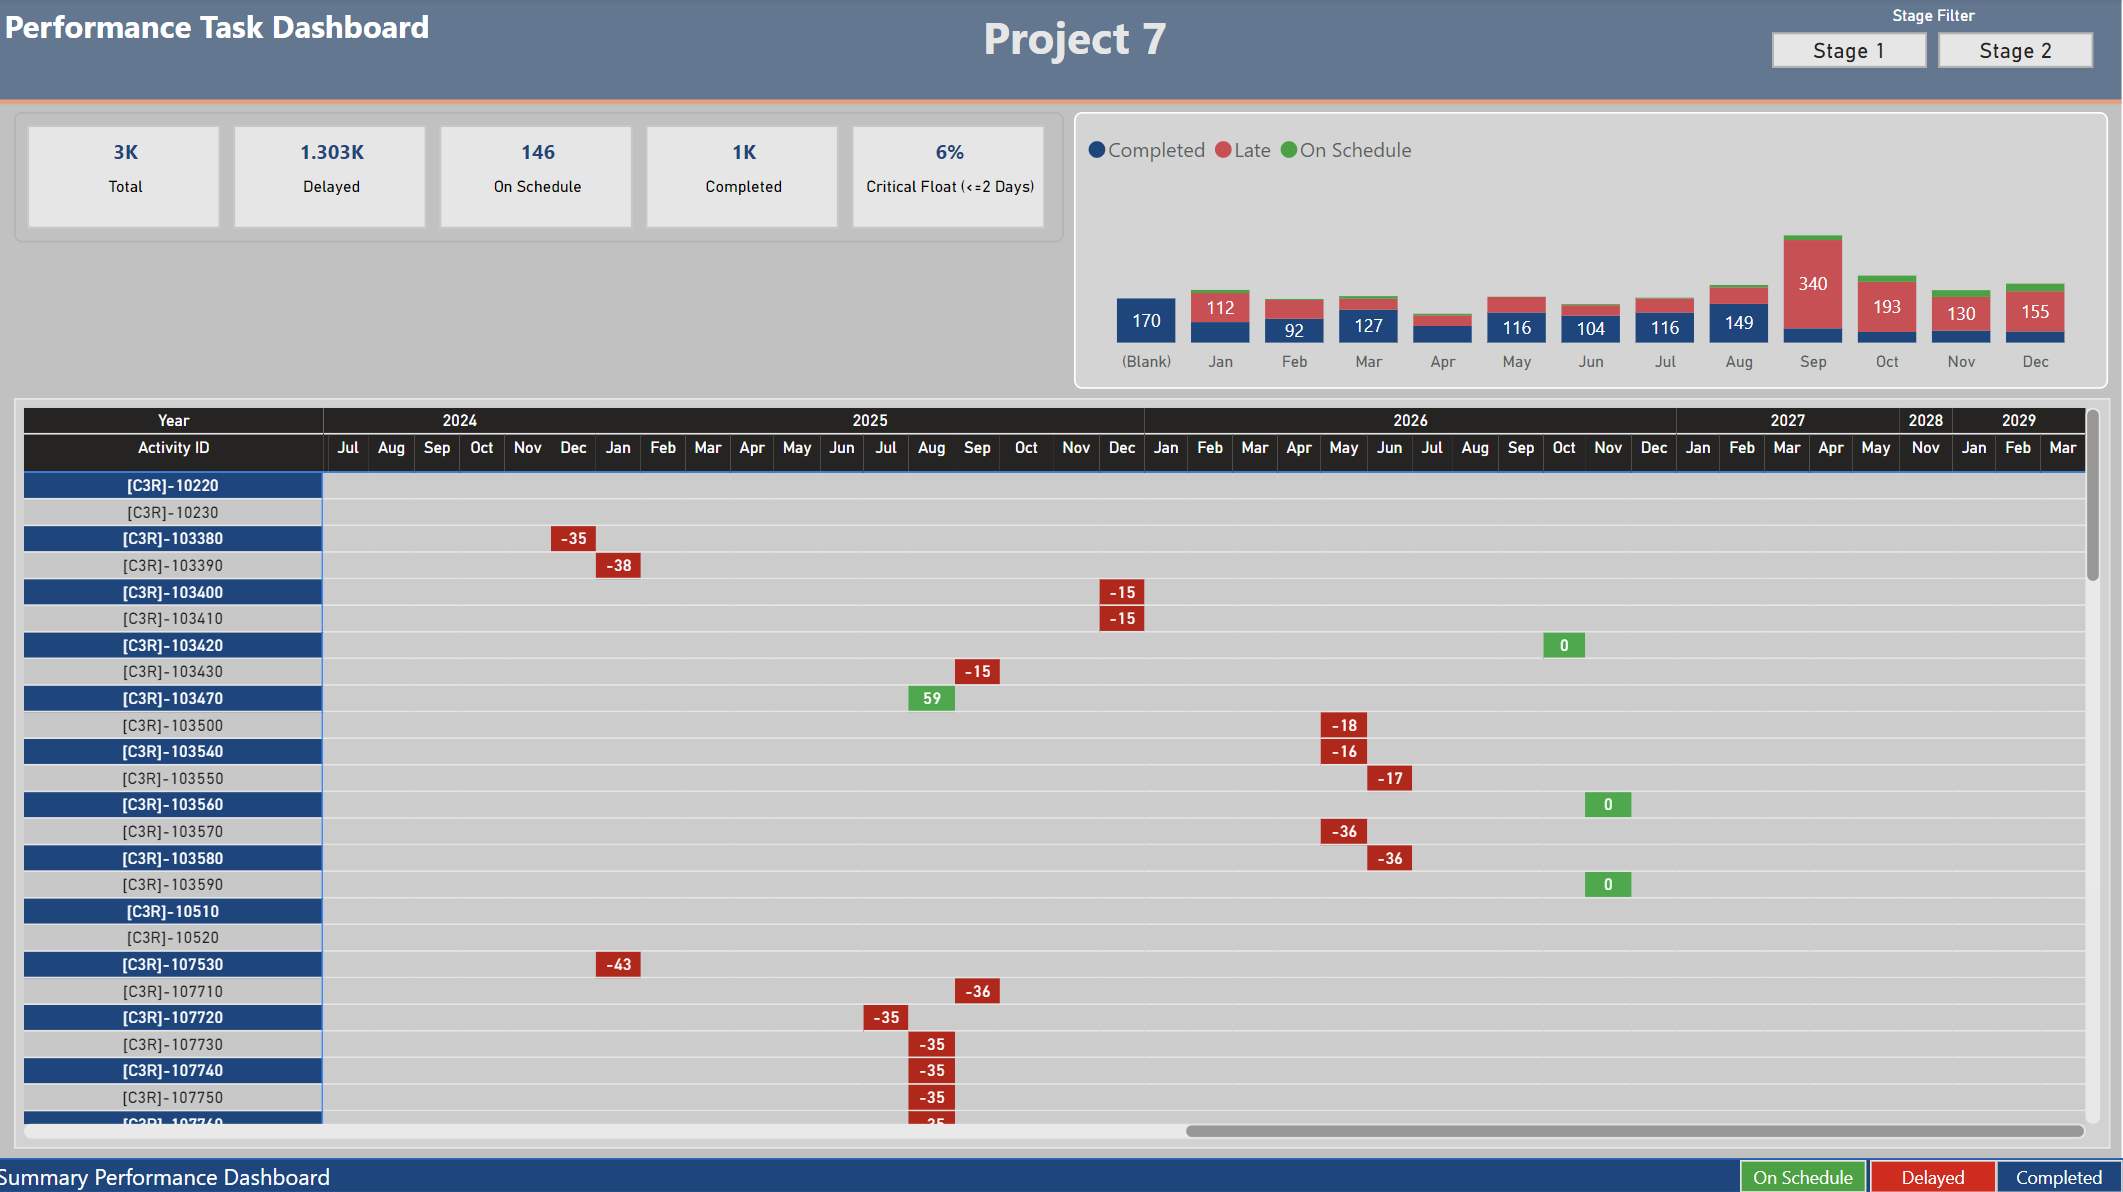 Performance Task Dashboard
Project 7
Stage Filter
Stage 1 Stage 2
3K 1.303K 146 1K 6%
Total Delayed On Schedule Completed Critical Float (<=2 Days)
Completed Late On Schedule
170 112 92 127 116 104 116 149 340 193 130 155
(Blank) Jan Feb Mar Apr May Jun Jul Aug Sep Oct Nov Dec
Year 2024 2025 2026 2027 2028 2029
Activity ID Jul Aug Sep Oct Nov Dec Jan Feb Mar Apr May Jun Jul Aug Sep Oct Nov Dec Jan Feb Mar Apr May Jun Jul Aug Sep Oct Nov Dec Jan Feb Mar Apr May Nov Jan Feb Mar
[C3R]-10220
[C3R]-10230
[C3R]-103380 -35
[C3R]-103390 -38
[C3R]-103400 -15
[C3R]-103410 -15
[C3R]-103420 0
[C3R]-103430 -15
[C3R]-103470 59
[C3R]-103500 -18
[C3R]-103540 -16
[C3R]-103550 -17
[C3R]-103560 0
[C3R]-103570 -36
[C3R]-103580 -36
[C3R]-103590 0
[C3R]-10510
[C3R]-10520
[C3R]-107530 -43
[C3R]-107710 -36
[C3R]-107720 -35
[C3R]-107730 -35
[C3R]-107740 -35
[C3R]-107750 -35
[C3R]-107760 -35
Summary Performance Dashboard
On Schedule Delayed Completed